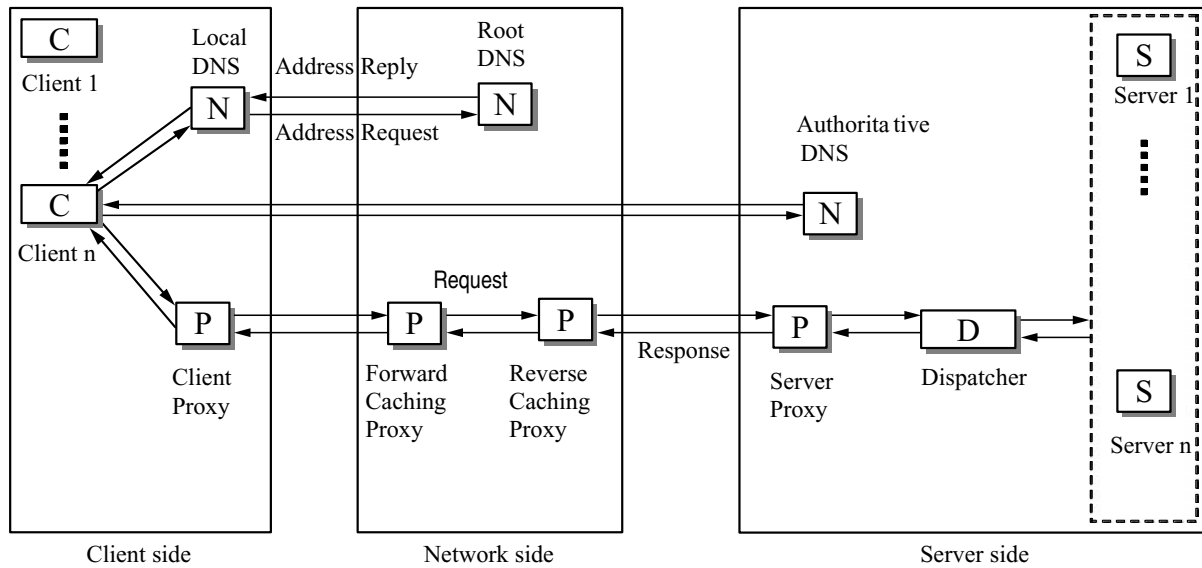 C
Client 1
Local
DNS
N
Address Reply
Address Request
Root
DNS
N
C
Client n
Authorita tive
DNS
N
S
Server 1
Request
Response
P
Client
Proxy
P
Forward
Caching
Proxy
P
Reverse
Caching
Proxy
P
Server
Proxy
D
Dispatcher
S
Server n
Client side
Network side
Server side